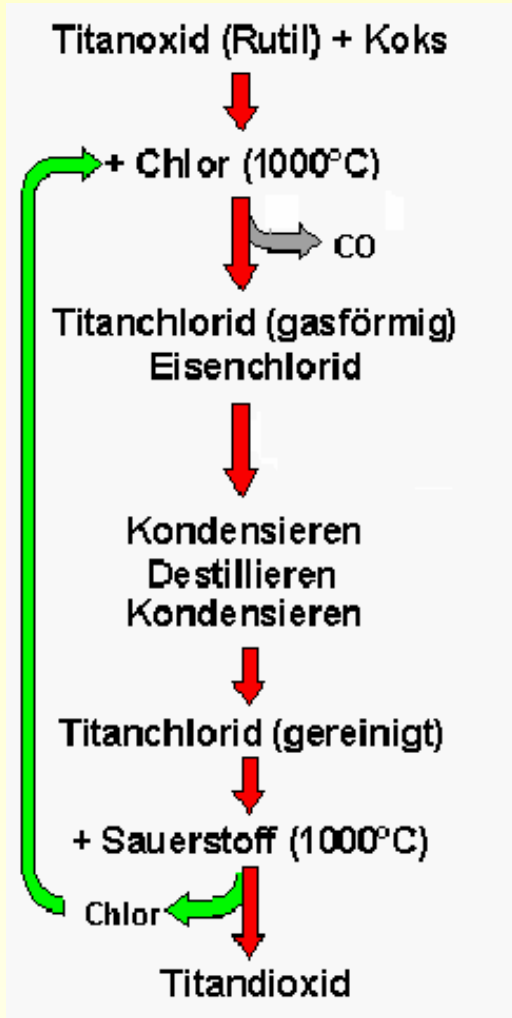 Titanoxid (Rutil) + Koks
+ Chlor (1000°C)
CO
Titanchlorid (gasförmig)
Eisenchlorid
Kondensieren
Destillieren
Kondensieren
Titanchlorid (gereinigt)
+ Sauerstoff (1000°C)
Chlor
Titandioxid